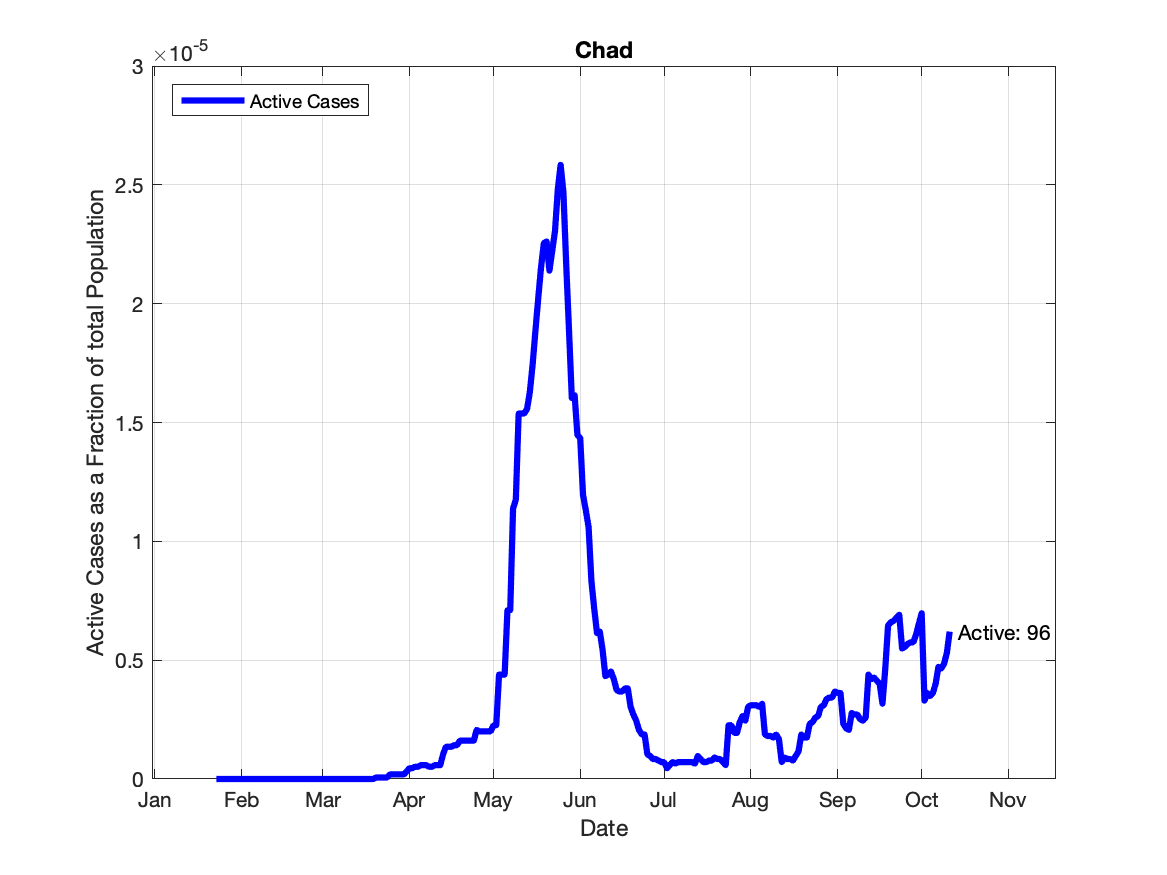 Chad
×10-5
Active Cases
3
2.5
2
1.5
1
0.5
0
Active Cases as a Fraction of total Population
Active: 96
Jan Feb Mar Apr May Jun Jul Aug Sep Oct Nov
Date